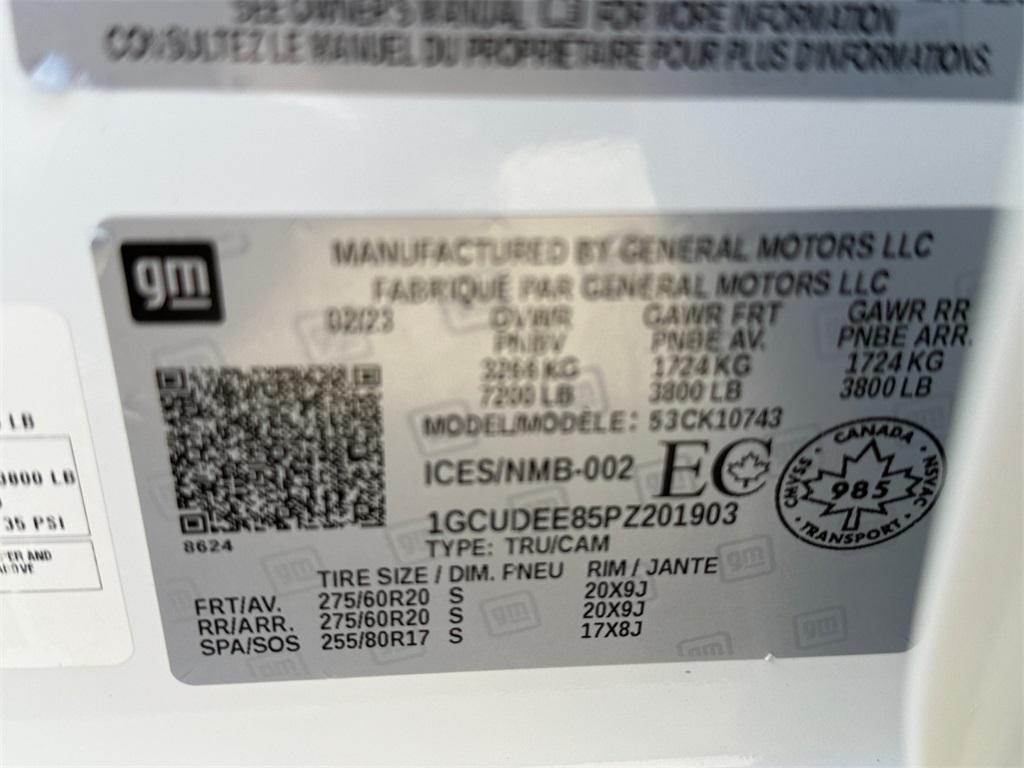 SEE OWNER'S MANUAL FOR MORE INFORMATION
CONSULTEZ LE MANUEL DU PROPRIÉTAIRE POUR PLUS D'INFORMATIONS.
gm
MANUFACTURED BY GENERAL MOTORS LLC
FABRIQUÉ PAR GENERAL MOTORS LLC
02/23 GVWR GAWR FRT GAWR RR
PNBV PNBE AV. PNBE ARR.
3266 KG 1724 KG 1724 KG
7200 LB 3800 LB 3800 LB
MODEL/MODÈLE: 53CK10743
ICES/NMB-002 EC
CANADA
CMVSS 985 NSVAC
TRANSPORT
1GCUDEE85PZ201903
8624
TYPE: TRU/CAM
TIRE SIZE / DIM. PNEU RIM / JANTE
FRT/AV. 275/60R20 S 20X9J
RR/ARR. 275/60R20 S 20X9J
SPA/SOS 255/80R17 S 17X8J
LB
3800 LB
35 PSI
AND